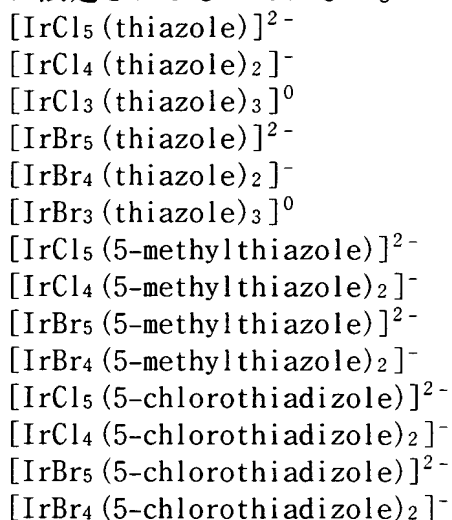 [IrCl₅(thiazole)]²⁻
[IrCl₄(thiazole)₂]⁻
[IrCl₃(thiazole)₃]⁰
[IrBr₅(thiazole)]²⁻
[IrBr₄(thiazole)₂]⁻
[IrBr₃(thiazole)₃]⁰
[IrCl₅(5-methylthiazole)]²⁻
[IrCl₄(5-methylthiazole)₂]⁻
[IrBr₅(5-methylthiazole)]²⁻
[IrBr₄(5-methylthiazole)₂]⁻
[IrCl₅(5-chlorothiadizole)]²⁻
[IrCl₄(5-chlorothiadizole)₂]⁻
[IrBr₅(5-chlorothiadizole)]²⁻
[IrBr₄(5-chlorothiadizole)₂]⁻